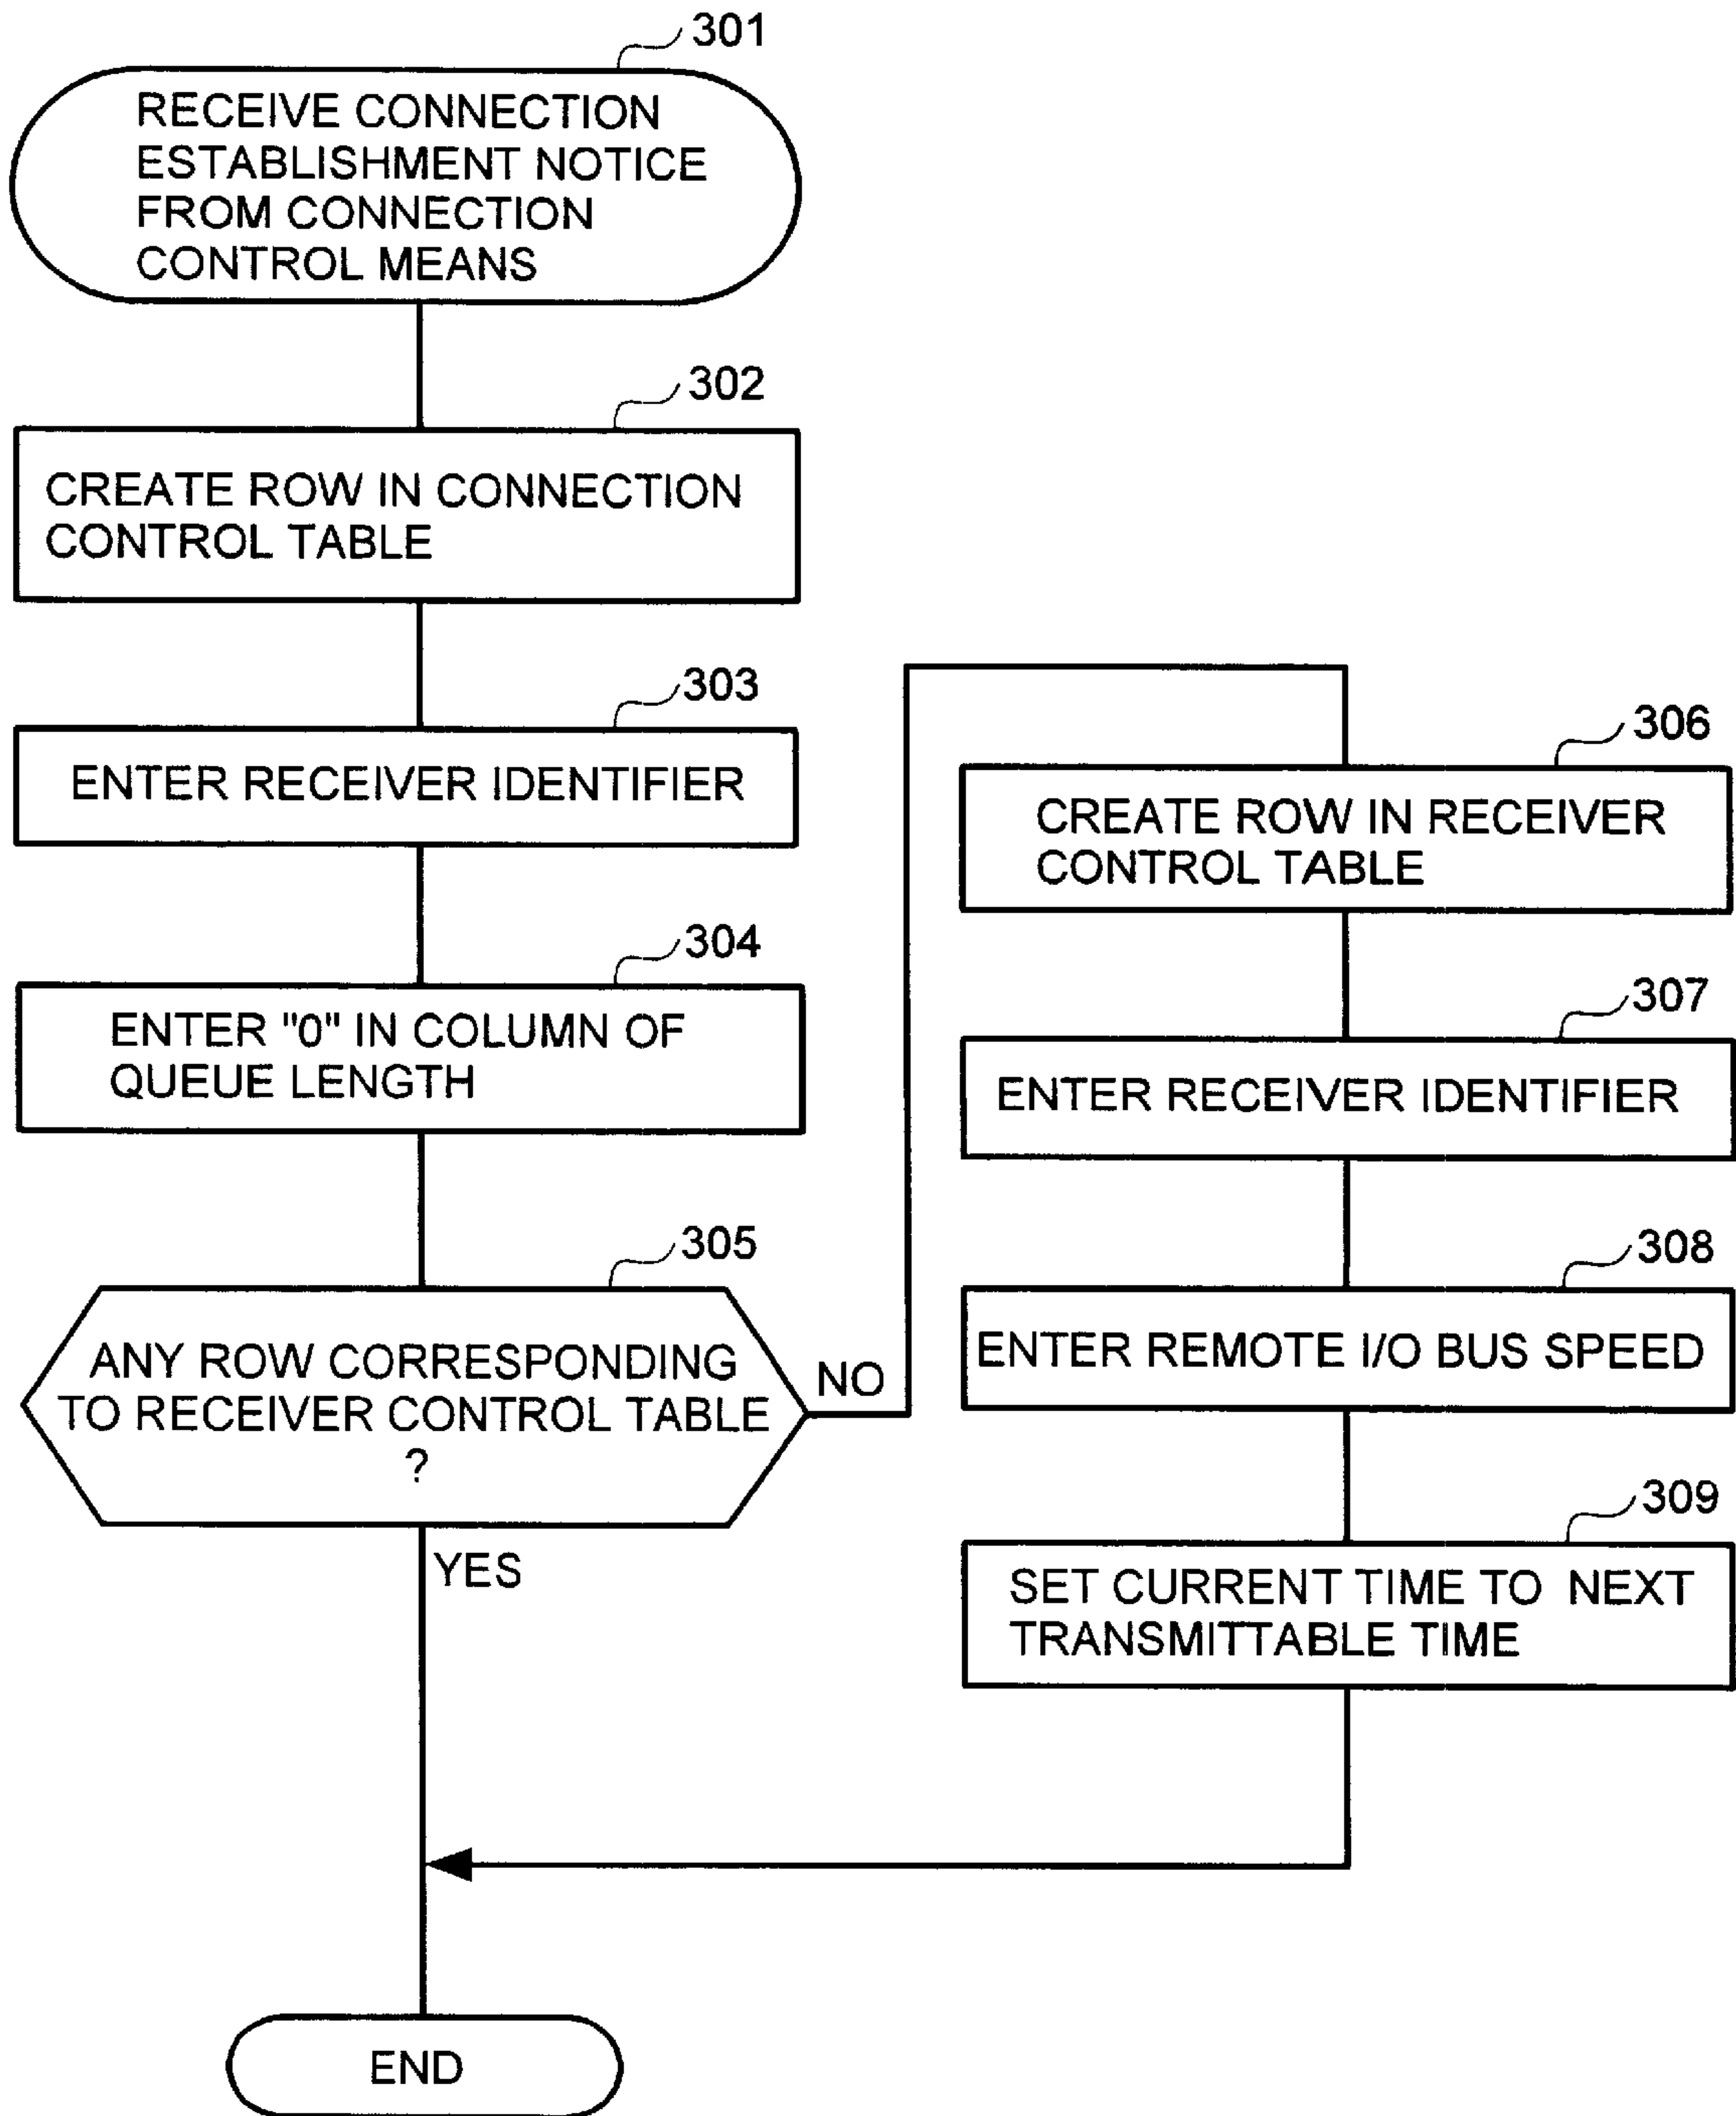 301
RECEIVE CONNECTION
ESTABLISHMENT NOTICE
FROM CONNECTION
CONTROL MEANS
302
CREATE ROW IN CONNECTION
CONTROL TABLE
303
ENTER RECEIVER IDENTIFIER
304
ENTER "0" IN COLUMN OF
QUEUE LENGTH
305
ANY ROW CORRESPONDING
TO RECEIVER CONTROL TABLE
?
NO
YES
306
CREATE ROW IN RECEIVER
CONTROL TABLE
307
ENTER RECEIVER IDENTIFIER
308
ENTER REMOTE I/O BUS SPEED
309
SET CURRENT TIME TO NEXT
TRANSMITTABLE TIME
END